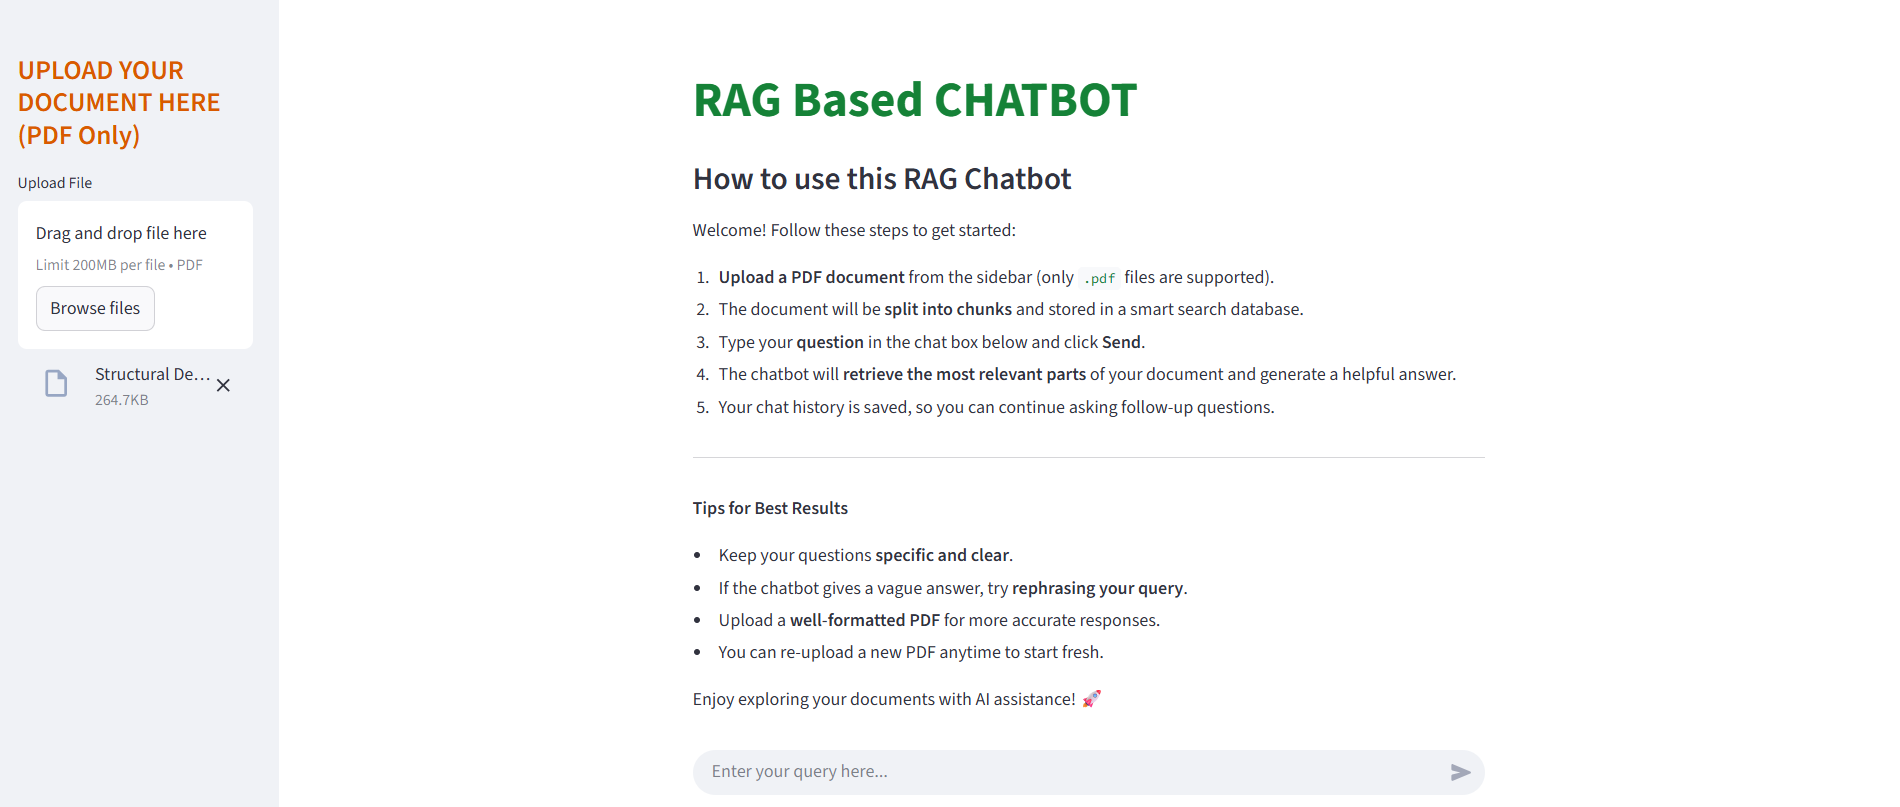 UPLOAD YOUR
DOCUMENT HERE
(PDF Only)
Upload File
Drag and drop file here
Limit 200MB per file • PDF
Browse files
Structural De...
264.7KB
RAG Based CHATBOT
How to use this RAG Chatbot
Welcome! Follow these steps to get started:
1. Upload a PDF document from the sidebar (only .pdf files are supported).
2. The document will be split into chunks and stored in a smart search database.
3. Type your question in the chat box below and click Send.
4. The chatbot will retrieve the most relevant parts of your document and generate a helpful answer.
5. Your chat history is saved, so you can continue asking follow-up questions.
Tips for Best Results
• Keep your questions specific and clear.
• If the chatbot gives a vague answer, try rephrasing your query.
• Upload a well-formatted PDF for more accurate responses.
• You can re-upload a new PDF anytime to start fresh.
Enjoy exploring your documents with AI assistance! 🚀
Enter your query here...